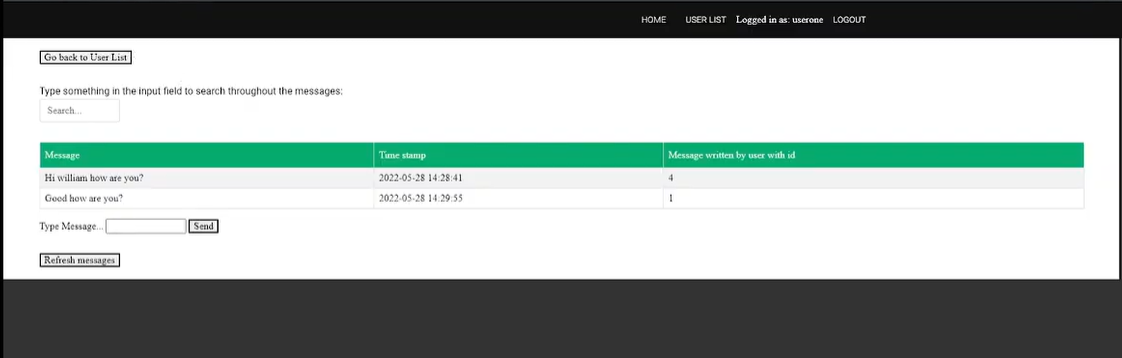 HOME USER LIST Logged in as: userone LOGOUT
Go back to User List
Type something in the input field to search throughout the messages:
Search...
Message Time stamp Message written by user with id
Hi william how are you? 2022-05-28 14:28:41 4
Good how are you? 2022-05-28 14:29:55 1
Type Message... Send
Refresh messages